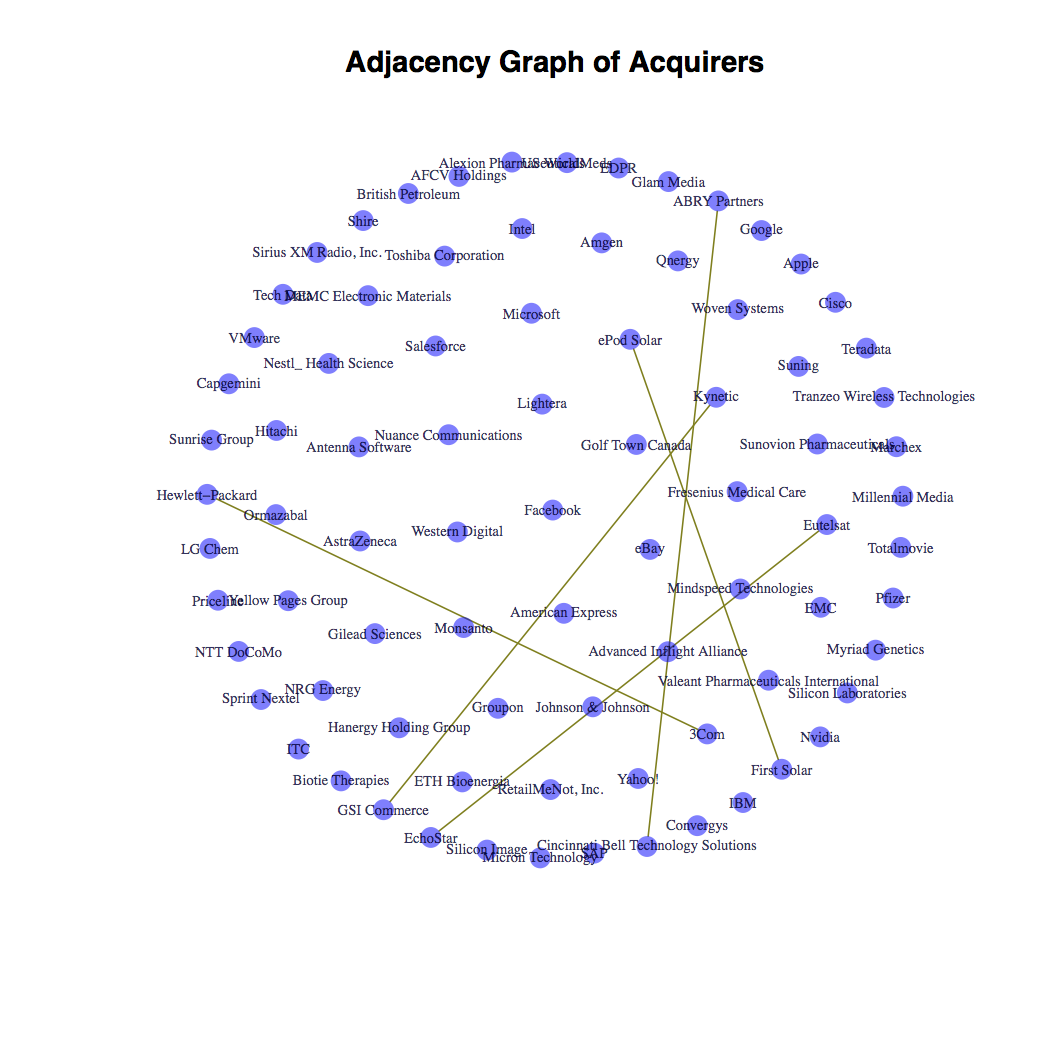 Adjacency Graph of Acquirers
Alexion Pharmaceuticals
US WorldMeds
EDPR
AFCV Holdings
Glam Media
British Petroleum
ABRY Partners
Shire
Intel
Google
Amgen
Sirius XM Radio, Inc.
Toshiba Corporation
Qnergy
Apple
Tech Data
MEMC Electronic Materials
Cisco
Woven Systems
Microsoft
VMware
ePod Solar
Salesforce
Teradata
Nestl_ Health Science
Suning
Capgemini
Kynetic
Tranzeo Wireless Technologies
Lightera
Hitachi
Nuance Communications
Sunrise Group
Antenna Software
Golf Town Canada
Sunovion Pharmaceuticals
Marchex
Hewlett-Packard
Fresenius Medical Care
Millennial Media
Ormazabal
Facebook
Eutelsat
Western Digital
AstraZeneca
LG Chem
eBay
Totalmovie
Mindspeed Technologies
Priceline
Yellow Pages Group
Pfizer
EMC
American Express
Monsanto
Gilead Sciences
NTT DoCoMo
Advanced Inflight Alliance
Myriad Genetics
Valeant Pharmaceuticals International
NRG Energy
Silicon Laboratories
Sprint Nextel
Groupon
Johnson & Johnson
Hanergy Holding Group
3Com
Nvidia
ITC
First Solar
Biotie Therapies
ETH Bioenergia
Yahoo!
RetailMeNot, Inc.
IBM
GSI Commerce
Convergys
EchoStar
Cincinnati Bell Technology Solutions
Silicon Image
Micron Technology
SAP